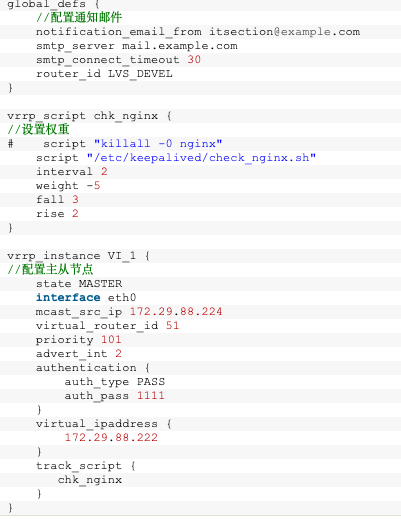 global_defs {
//配置通知邮件
notification_email_from itsection@example.com
smtp_server mail.example.com
smtp_connect_timeout 30
router_id LVS_DEVEL
}
vrrp_script chk_nginx {
//设置权重
#    script "killall -0 nginx"
script "/etc/keepalived/check_nginx.sh"
interval 2
weight -5
fall 3
rise 2
}
vrrp_instance VI_1 {
//配置主从节点
state MASTER
interface eth0
mcast_src_ip 172.29.88.224
virtual_router_id 51
priority 101
advert_int 2
authentication {
auth_type PASS
auth_pass 1111
}
virtual_ipaddress {
172.29.88.222
}
track_script {
chk_nginx
}
}